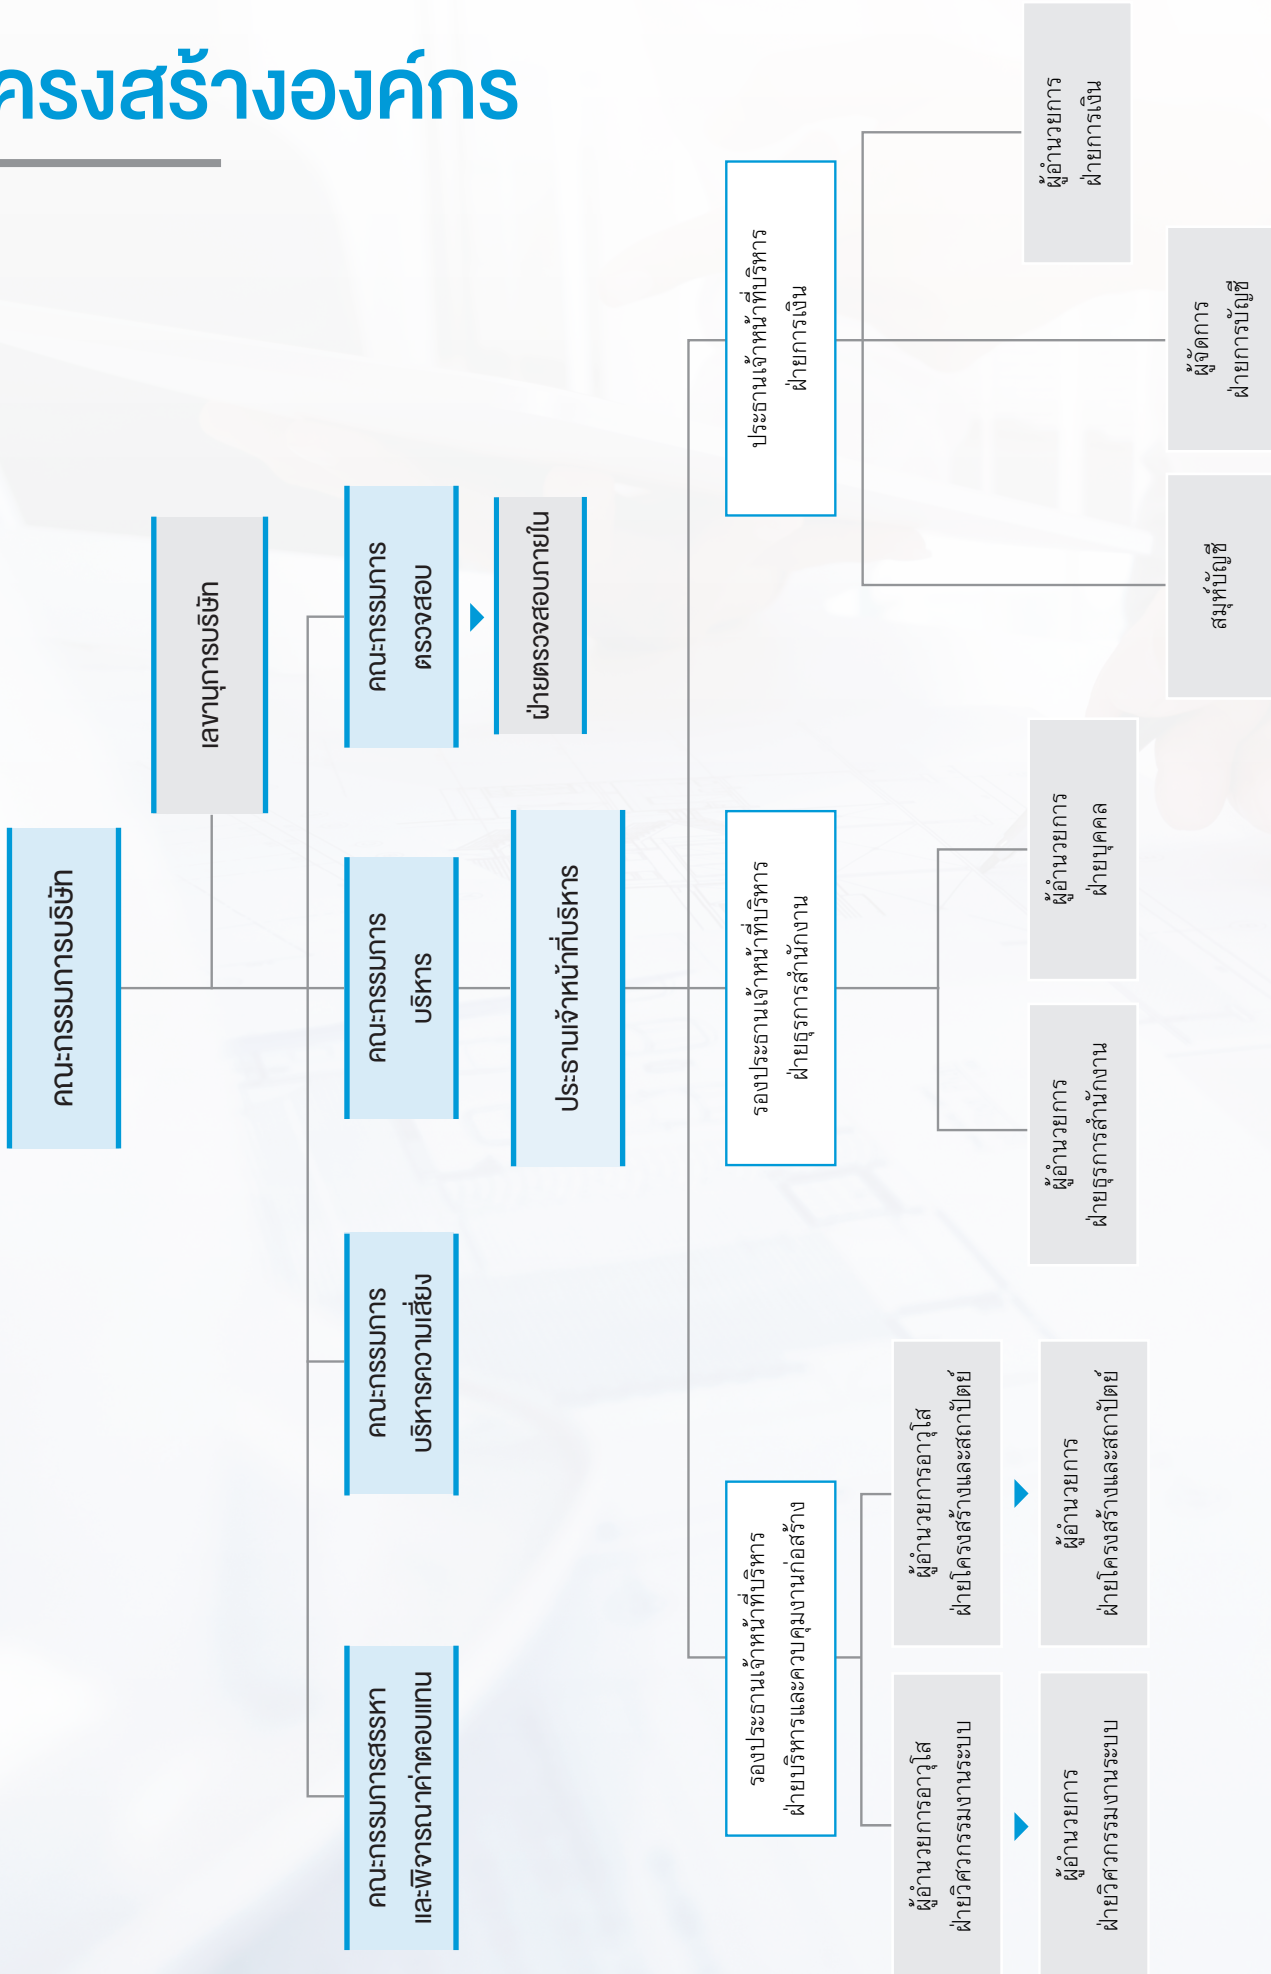 ครงสร้างองค์กร
คณะกรรมการบริษัท
เลขานุการบริษัท
คณะกรรมการสรรหา
และพิจารณาค่าตอบแทน
คณะกรรมการ
บริหารความเสี่ยง
คณะกรรมการ
บริหาร
คณะกรรมการ
ตรวจสอบ
ฝ่ายตรวจสอบภายใน
ประธานเจ้าหน้าที่บริหาร
รองประธานเจ้าหน้าที่บริหาร
ฝ่ายบริหารและควบคุมงานก่อสร้าง
รองประธานเจ้าหน้าที่บริหาร
ฝ่ายธุรการสำนักงาน
ประธานเจ้าหน้าที่บริหาร
ฝ่ายการเงิน
ผู้อำนวยการอาวุโส
ฝ่ายวิศวกรรมงานระบบ
ผู้อำนวยการอาวุโส
ฝ่ายโครงสร้างและสถาปัตย์
ผู้อำนวยการ
ฝ่ายวิศวกรรมงานระบบ
ผู้อำนวยการ
ฝ่ายโครงสร้างและสถาปัตย์
ผู้อำนวยการ
ฝ่ายธุรการสำนักงาน
ผู้อำนวยการ
ฝ่ายบุคคล
ผู้อำนวยการ
ฝ่ายการเงิน
สมุห์บัญชี
ผู้จัดการ
ฝ่ายการบัญชี